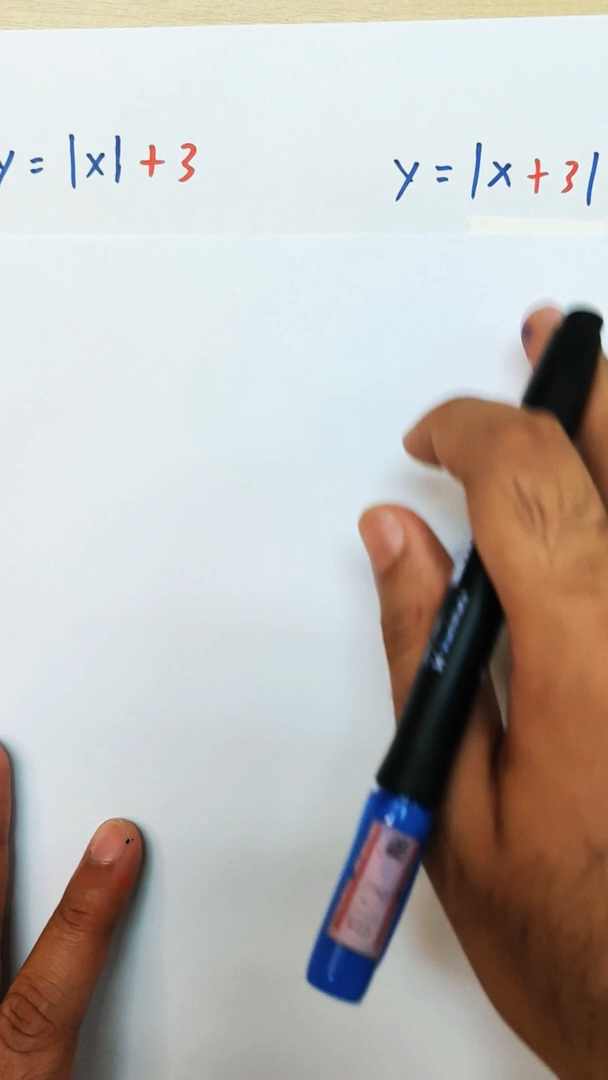 y = |x| + 3
y = |x + 3|